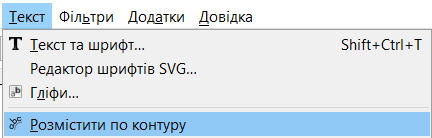 Текст Фільтри Додатки Довідка
Текст та шрифт... Shift+Ctrl+T
Редактор шрифтів SVG...
Гліфи...
Розмістити по контуру